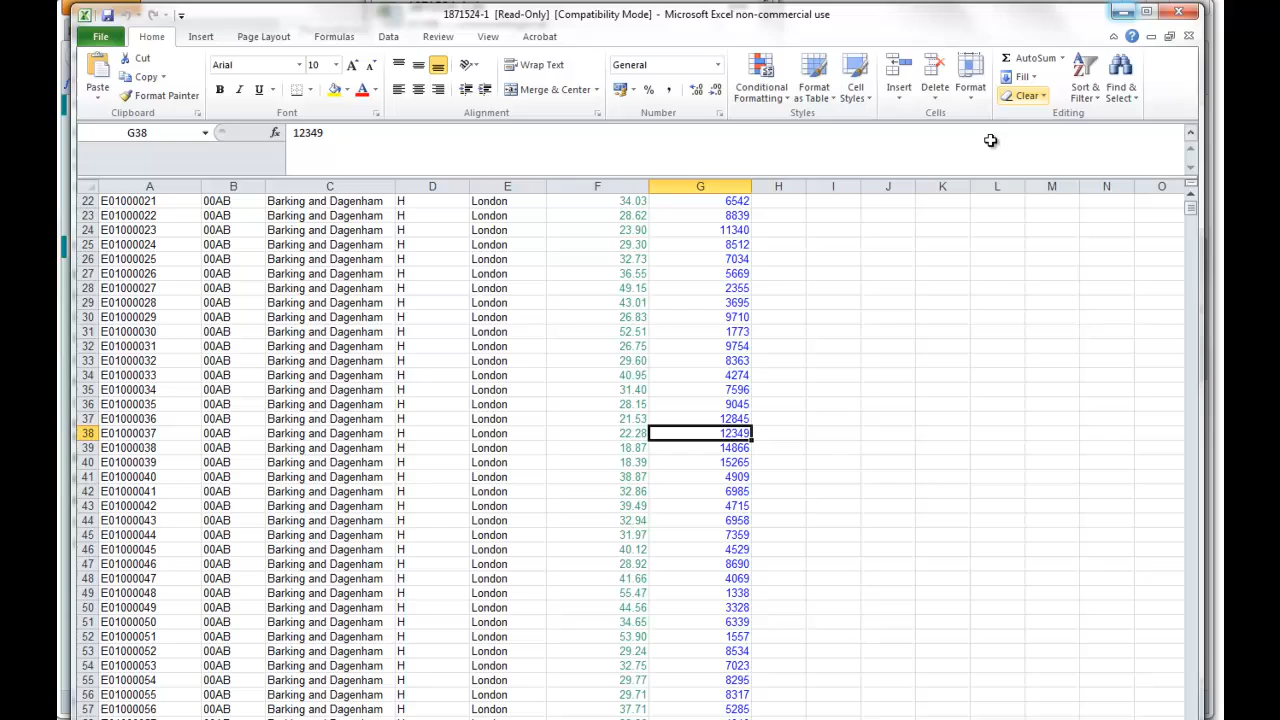 1871524-1 [Read-Only] [Compatibility Mode] - Microsoft Excel non-commercial use
File Home Insert Page Layout Formulas Data Review View Acrobat
Cut
Copy
Format Painter
Paste
Clipboard
Arial 10
B I U
Font
Wrap Text
Merge & Center
Alignment
General
% ,
Number
Conditional Formatting
Format as Table
Cell Styles
Styles
Insert Delete Format
Cells
AutoSum
Fill
Clear
Sort & Filter
Find & Select
Editing
G38 fx 12349
A B C D E F G H I J K L M N O
22 E01000021 00AB Barking and Dagenham H London 34.03 6542
23 E01000022 00AB Barking and Dagenham H London 28.62 8839
24 E01000023 00AB Barking and Dagenham H London 23.90 11340
25 E01000024 00AB Barking and Dagenham H London 29.30 8512
26 E01000025 00AB Barking and Dagenham H London 32.73 7034
27 E01000026 00AB Barking and Dagenham H London 36.55 5669
28 E01000027 00AB Barking and Dagenham H London 49.15 2355
29 E01000028 00AB Barking and Dagenham H London 43.01 3695
30 E01000029 00AB Barking and Dagenham H London 26.83 9710
31 E01000030 00AB Barking and Dagenham H London 52.51 1773
32 E01000031 00AB Barking and Dagenham H London 26.75 9754
33 E01000032 00AB Barking and Dagenham H London 29.60 8363
34 E01000033 00AB Barking and Dagenham H London 40.95 4274
35 E01000034 00AB Barking and Dagenham H London 31.40 7596
36 E01000035 00AB Barking and Dagenham H London 28.15 9045
37 E01000036 00AB Barking and Dagenham H London 21.53 12845
38 E01000037 00AB Barking and Dagenham H London 22.28 12349
39 E01000038 00AB Barking and Dagenham H London 18.87 14866
40 E01000039 00AB Barking and Dagenham H London 18.39 15265
41 E01000040 00AB Barking and Dagenham H London 38.87 4909
42 E01000041 00AB Barking and Dagenham H London 32.86 6985
43 E01000042 00AB Barking and Dagenham H London 39.49 4715
44 E01000043 00AB Barking and Dagenham H London 32.94 6958
45 E01000044 00AB Barking and Dagenham H London 31.97 7359
46 E01000045 00AB Barking and Dagenham H London 40.12 4529
47 E01000046 00AB Barking and Dagenham H London 28.92 8690
48 E01000047 00AB Barking and Dagenham H London 41.66 4069
49 E01000048 00AB Barking and Dagenham H London 55.47 1338
50 E01000049 00AB Barking and Dagenham H London 44.56 3328
51 E01000050 00AB Barking and Dagenham H London 34.65 6339
52 E01000051 00AB Barking and Dagenham H London 53.90 1557
53 E01000052 00AB Barking and Dagenham H London 29.24 8534
54 E01000053 00AB Barking and Dagenham H London 32.75 7023
55 E01000054 00AB Barking and Dagenham H London 29.77 8295
56 E01000055 00AB Barking and Dagenham H London 29.71 8317
57 E01000056 00AB Barking and Dagenham H London 37.71 5285